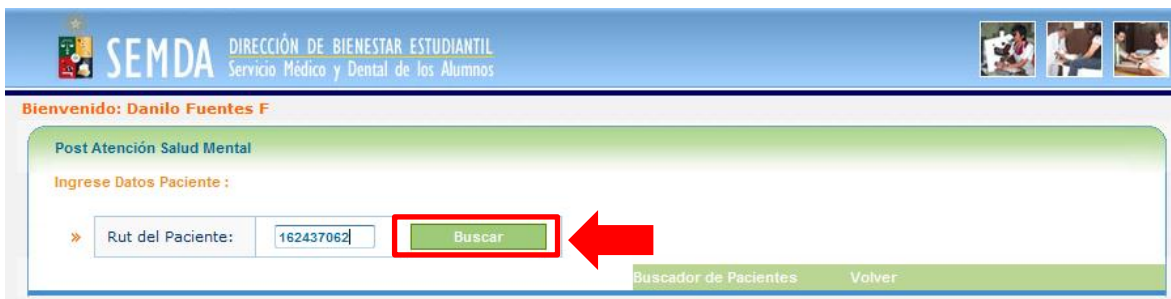 SEMDA DIRECCIÓN DE BIENESTAR ESTUDIANTIL
Servicio Médico y Dental de los Alumnos
Bienvenido: Danilo Fuentes F
Post Atención Salud Mental
Ingrese Datos Paciente :
» Rut del Paciente: 162437062 Buscar
Buscador de Pacientes Volver